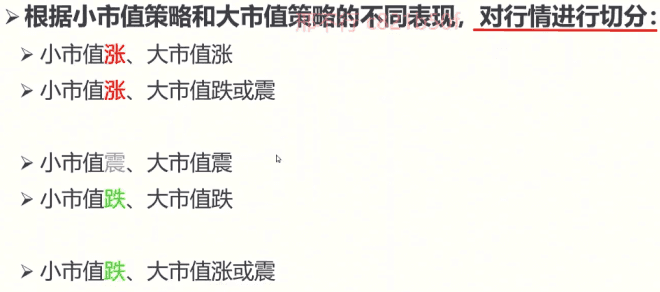 ➢根据小市值策略和大市值策略的不同表现，对行情进行切分：
➢小市值涨、大市值涨
➢小市值涨、大市值跌或震
➢小市值震、大市值震
➢小市值跌、大市值跌
➢小市值跌、大市值涨或震